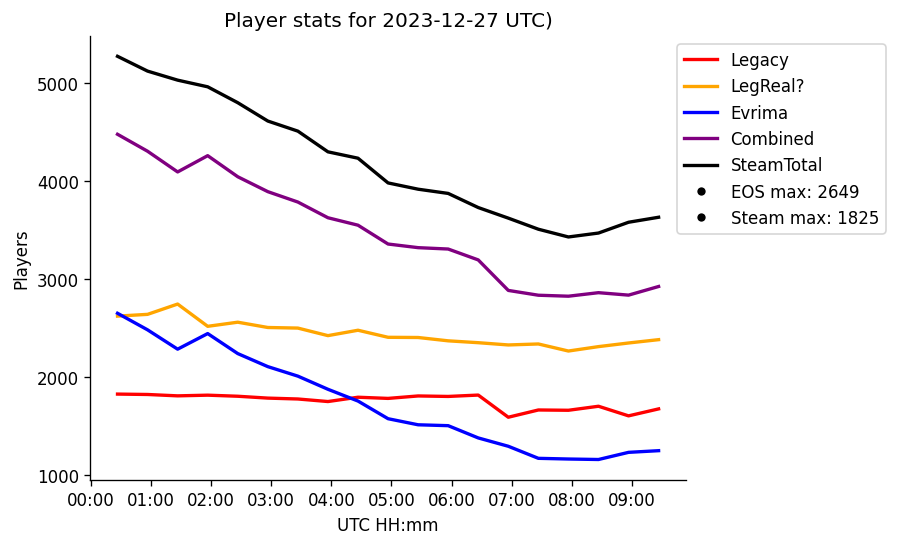 Player stats for 2023-12-27 UTC)
Legacy
LegReal?
Evrima
Combined
SteamTotal
EOS max: 2649
Steam max: 1825
Players
5000
4000
3000
2000
1000
00:00 01:00 02:00 03:00 04:00 05:00 06:00 07:00 08:00 09:00
UTC HH:mm